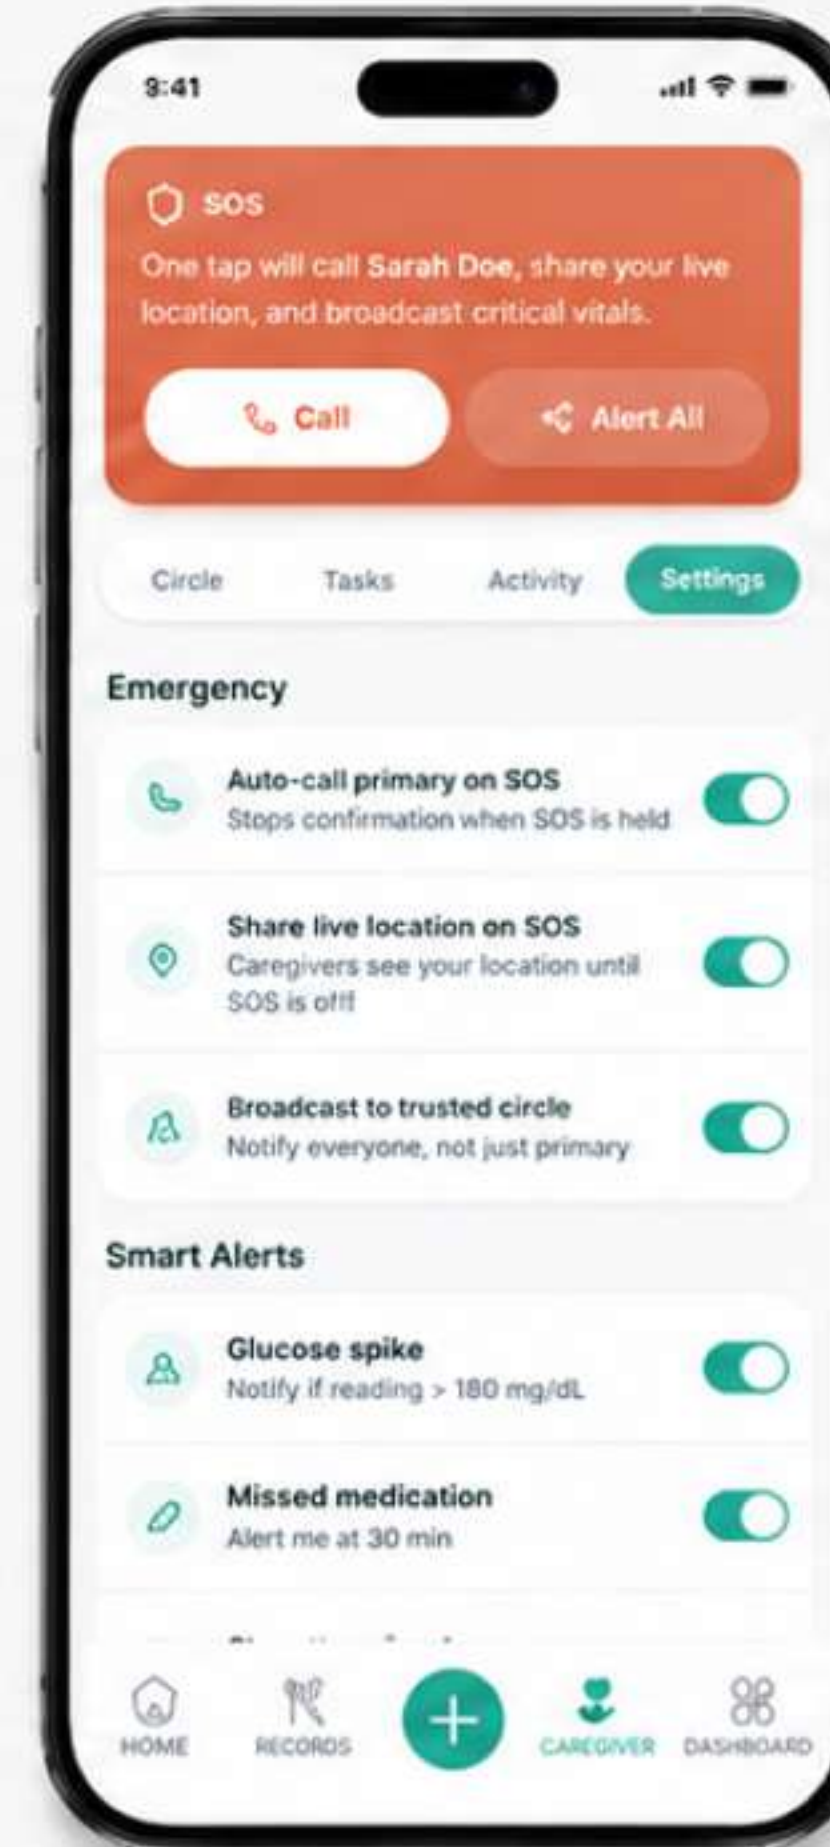 9:41
SOS
One tap will call Sarah Doe, share your live
location, and broadcast critical vitals.
Call
Alert All
Circle
Tasks
Activity
Settings
Emergency
Auto-call primary on SOS
Stops confirmation when SOS is held
Share live location on SOS
Caregivers see your location until
SOS is off
Broadcast to trusted circle
Notify everyone, not just primary
Smart Alerts
Glucose spike
Notify if reading > 180 mg/dL
Missed medication
Alert me at 30 min
HOME
RECORDS
CAREGIVER
DASHBOARD